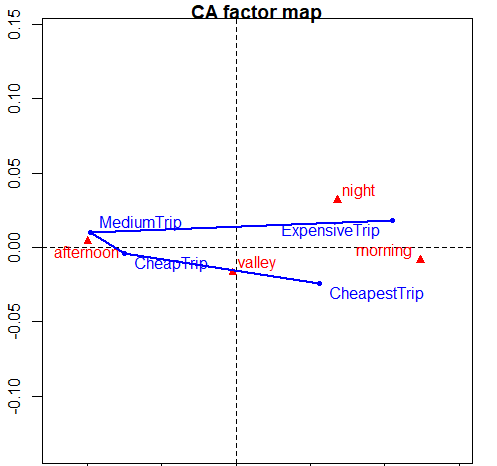 CA factor map
0.15
0.10
0.05
0.00
-0.05
-0.10
night
MediumTrip
ExpensiveTrip
afternoon
morning
CheapTrip
valley
CheapestTrip